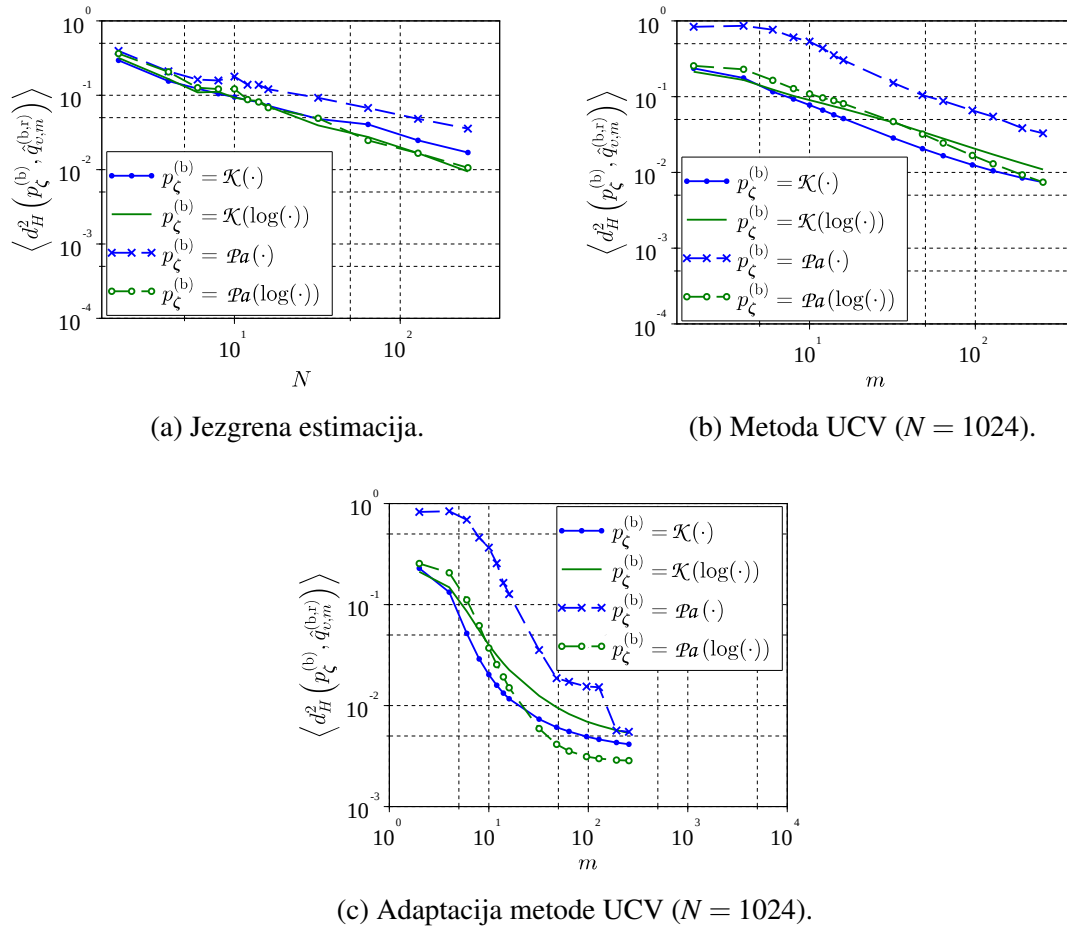 10^0
10^-1
10^-2
10^-3
10^-4
⟨d_H^2(p_ζ^(b), q̂_{υ,m}^(b,r))⟩
p_ζ^(b) = 𝒦(·)
p_ζ^(b) = 𝒦(log(·))
p_ζ^(b) = 𝒫𝒶(·)
p_ζ^(b) = 𝒫𝒶(log(·))
10^1 10^2
N
(a) Jezgrena estimacija.
10^0
10^-1
10^-2
10^-3
10^-4
⟨d_H^2(p_ζ^(b), q̂_{υ,m}^(b,r))⟩
p_ζ^(b) = 𝒦(·)
p_ζ^(b) = 𝒦(log(·))
p_ζ^(b) = 𝒫𝒶(·)
p_ζ^(b) = 𝒫𝒶(log(·))
10^1 10^2
m
(b) Metoda UCV (N = 1024).
10^0
10^-1
10^-2
10^-3
⟨d_H^2(p_ζ^(b), q̂_{υ,m}^(b,r))⟩
p_ζ^(b) = 𝒦(·)
p_ζ^(b) = 𝒦(log(·))
p_ζ^(b) = 𝒫𝒶(·)
p_ζ^(b) = 𝒫𝒶(log(·))
10^0 10^1 10^2 10^3 10^4
m
(c) Adaptacija metode UCV (N = 1024).